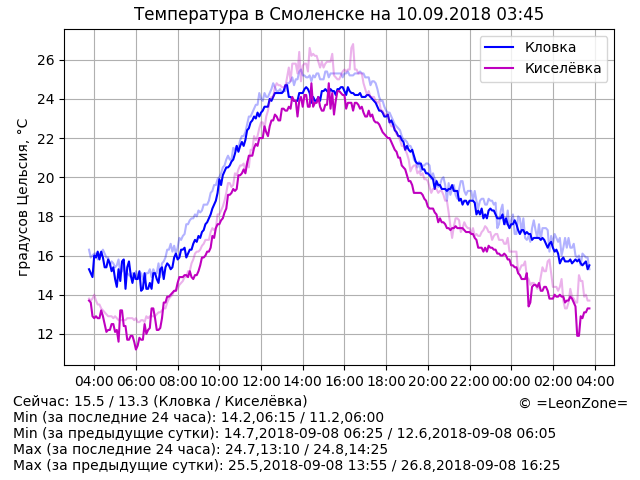 Температура в Смоленске на 10.09.2018 03:45
градусов Цельсия, °C
26
24
22
20
18
16
14
12
Кловка
Киселёвка
04:00 06:00 08:00 10:00 12:00 14:00 16:00 18:00 20:00 22:00 00:00 02:00 04:00
Сейчас: 15.5 / 13.3 (Кловка / Киселёвка)
© =LeonZone=
Min (за последние 24 часа): 14.2,06:15 / 11.2,06:00
Min (за предыдущие сутки): 14.7,2018-09-08 06:25 / 12.6,2018-09-08 06:05
Max (за последние 24 часа): 24.7,13:10 / 24.8,14:25
Max (за предыдущие сутки): 25.5,2018-09-08 13:55 / 26.8,2018-09-08 16:25